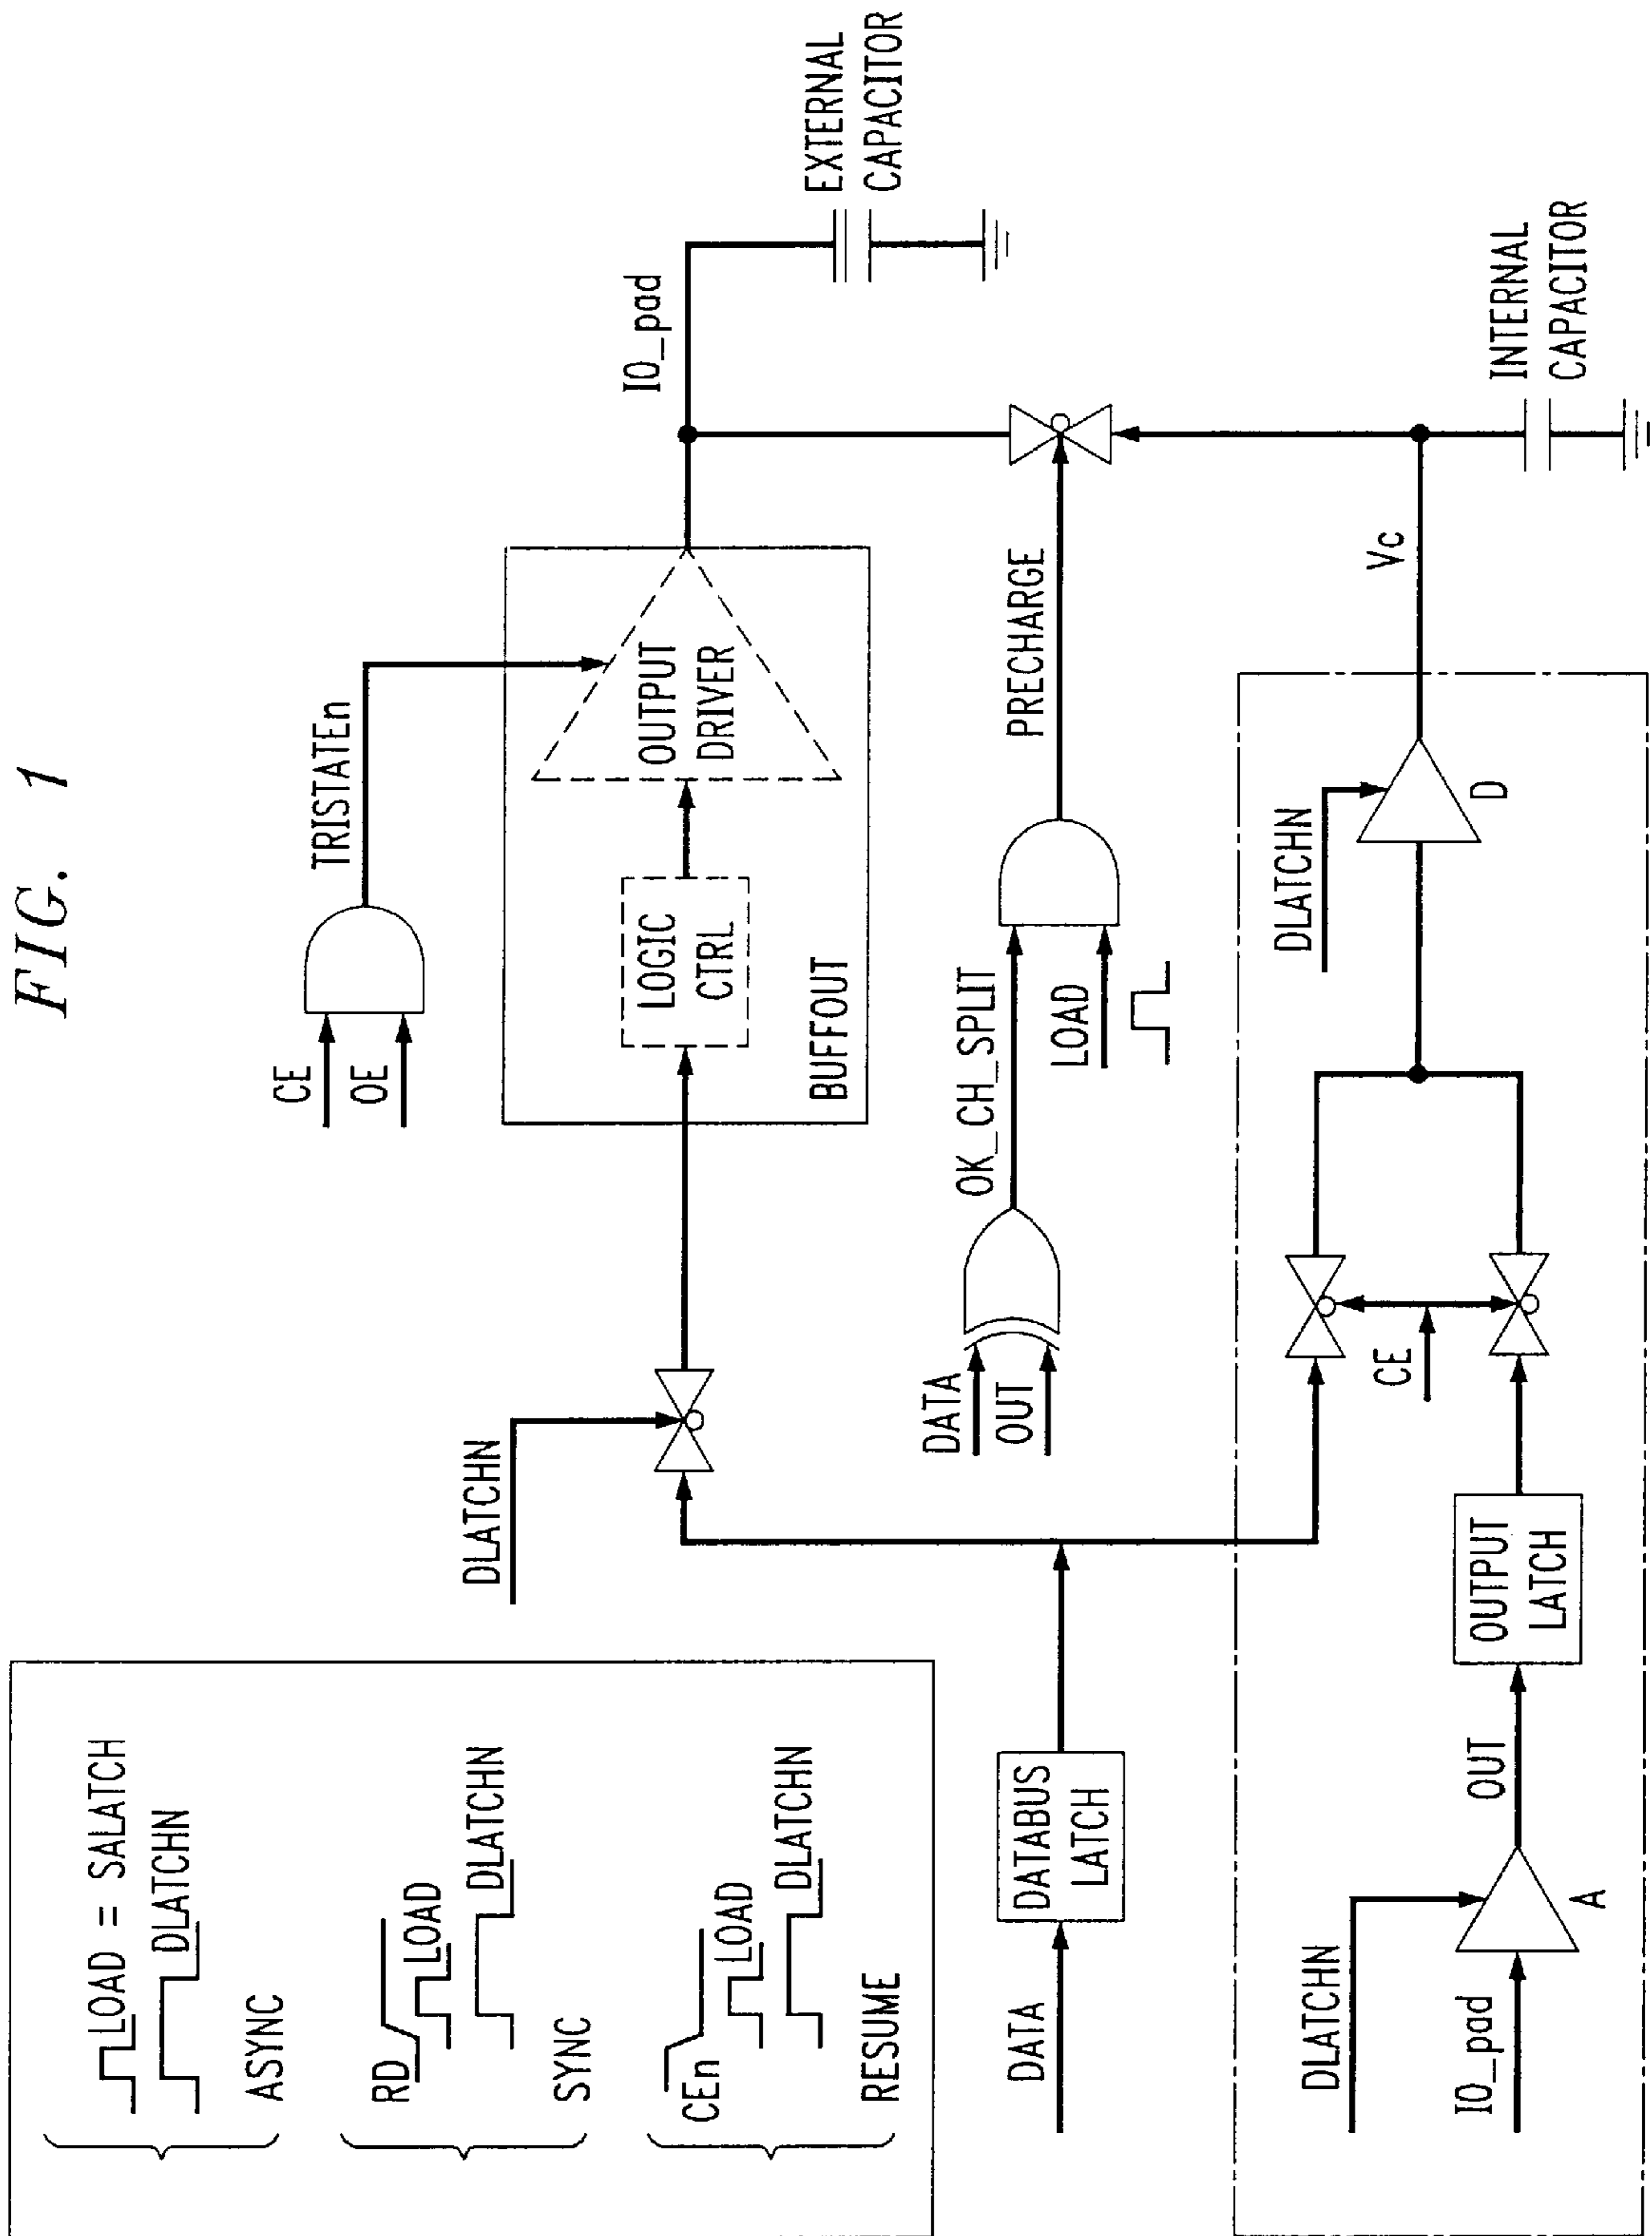 FIG. 1
LOAD = SALATCH
DLATCHN
ASYNC
RD
LOAD
DLATCHN
SYNC
CEn
LOAD
DLATCHN
RESUME
CE
OE
TRISTATEn
DLATCHN
LOGIC
CTRL
OUTPUT
DRIVER
BUFFOUT
IO_pad
EXTERNAL
CAPACITOR
DATA
OUT
OK_CH_SPLIT
LOAD
PRECHARGE
DATA
DATABUS
LATCH
DLATCHN
IO_pad
A
OUT
OUTPUT
LATCH
CE
DLATCHN
D
Vc
INTERNAL
CAPACITOR